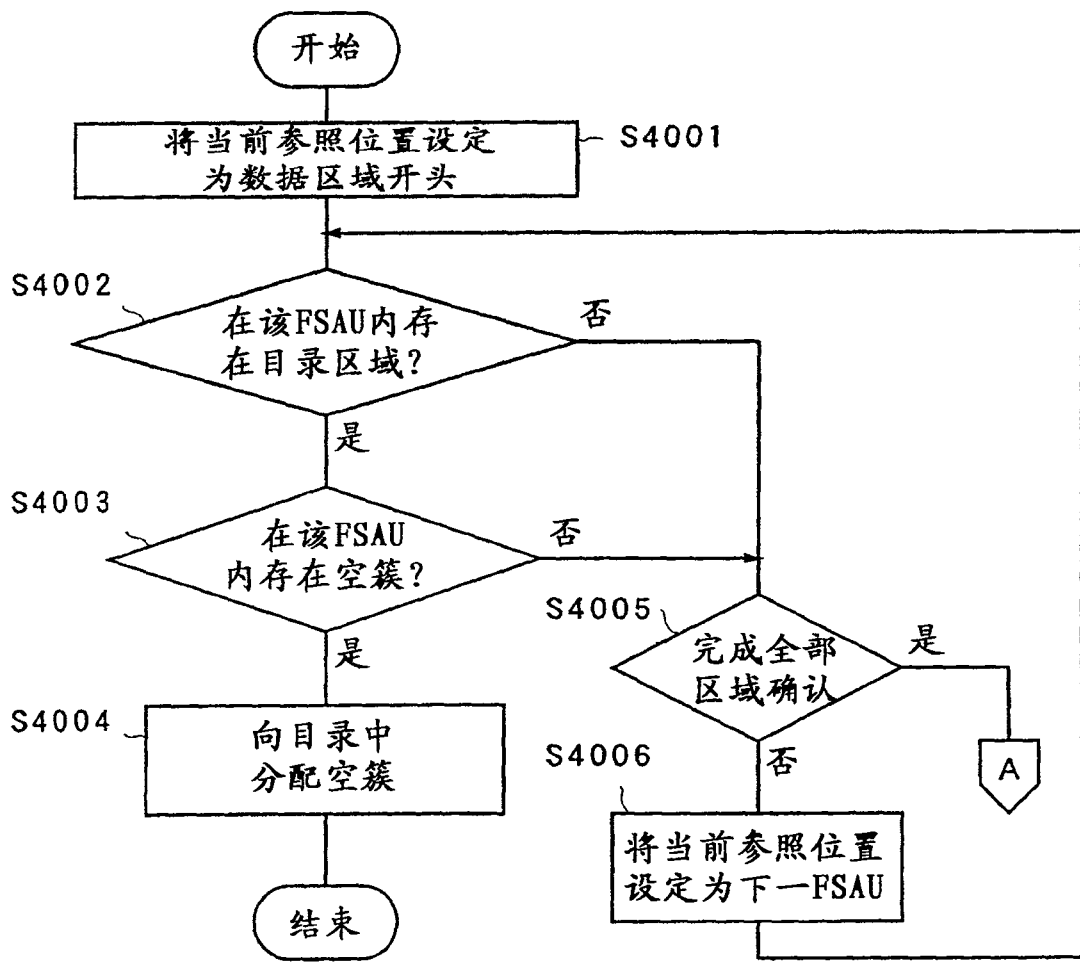 开始
将当前参照位置设定
为数据区域开头
S4001
S4002
在该FSAU内存
在目录区域?
否
是
S4003
在该FSAU
内存在空簇?
否
是
S4004
向目录中
分配空簇
结束
S4005
完成全部
区域确认
是
A
否
S4006
将当前参照位置
设定为下一FSAU